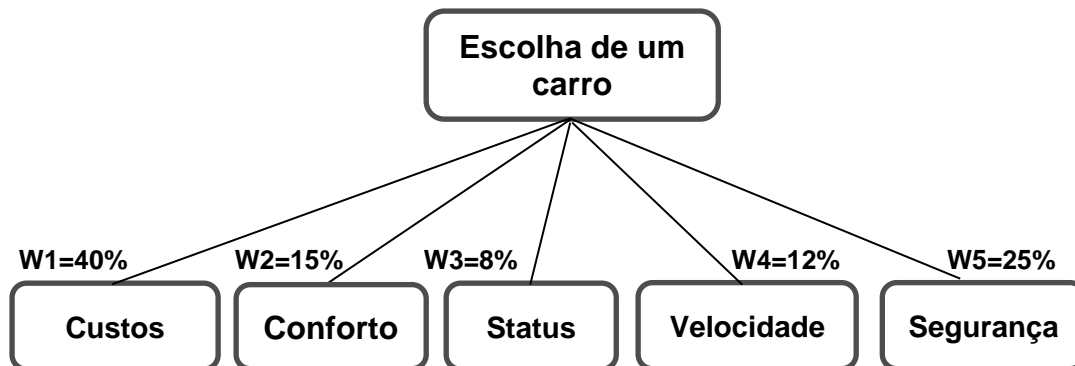 Escolha de um
carro
W1=40%
W2=15%
W3=8%
W4=12%
W5=25%
Custos
Conforto
Status
Velocidade
Segurança